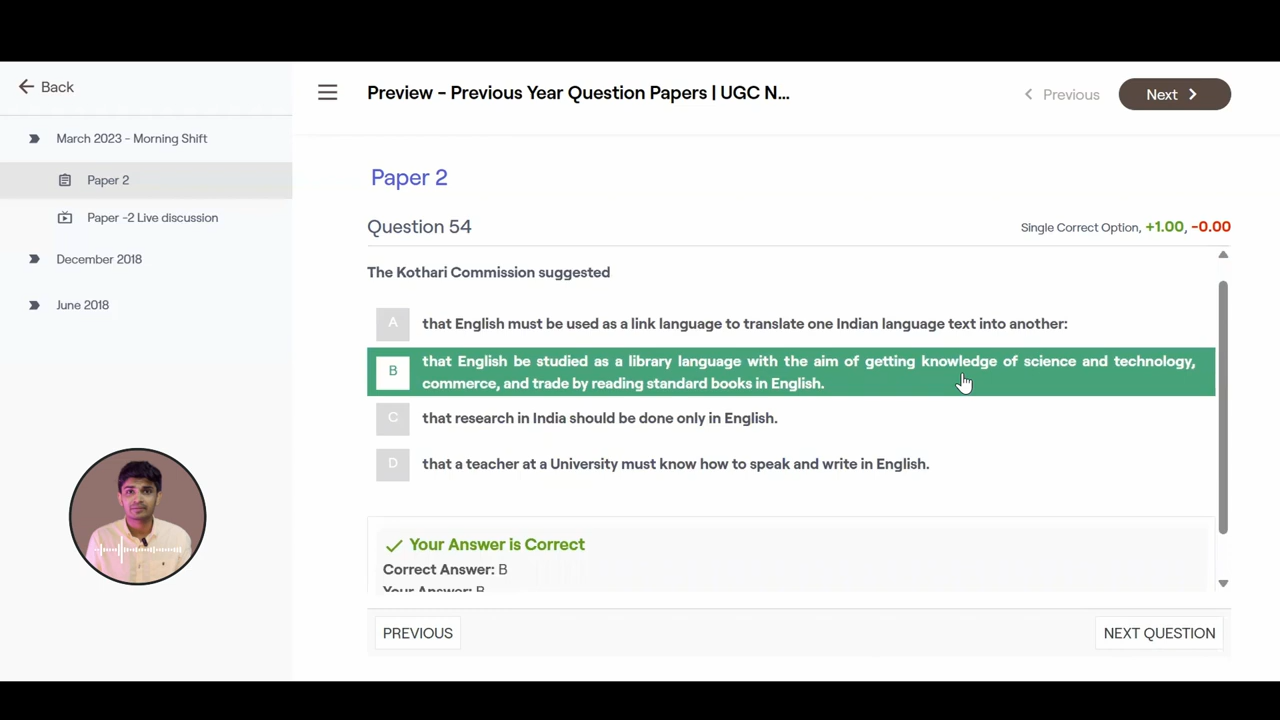 Back
Preview - Previous Year Question Papers | UGC N...
Previous
Next
March 2023 - Morning Shift
Paper 2
Paper -2 Live discussion
December 2018
June 2018
Paper 2
Question 54
Single Correct Option, +1.00, -0.00
The Kothari Commission suggested
A that English must be used as a link language to translate one Indian language text into another:
B that English be studied as a library language with the aim of getting knowledge of science and technology,
commerce, and trade by reading standard books in English.
C that research in India should be done only in English.
D that a teacher at a University must know how to speak and write in English.
Your Answer is Correct
Correct Answer: B
Your Answer: B
PREVIOUS
NEXT QUESTION